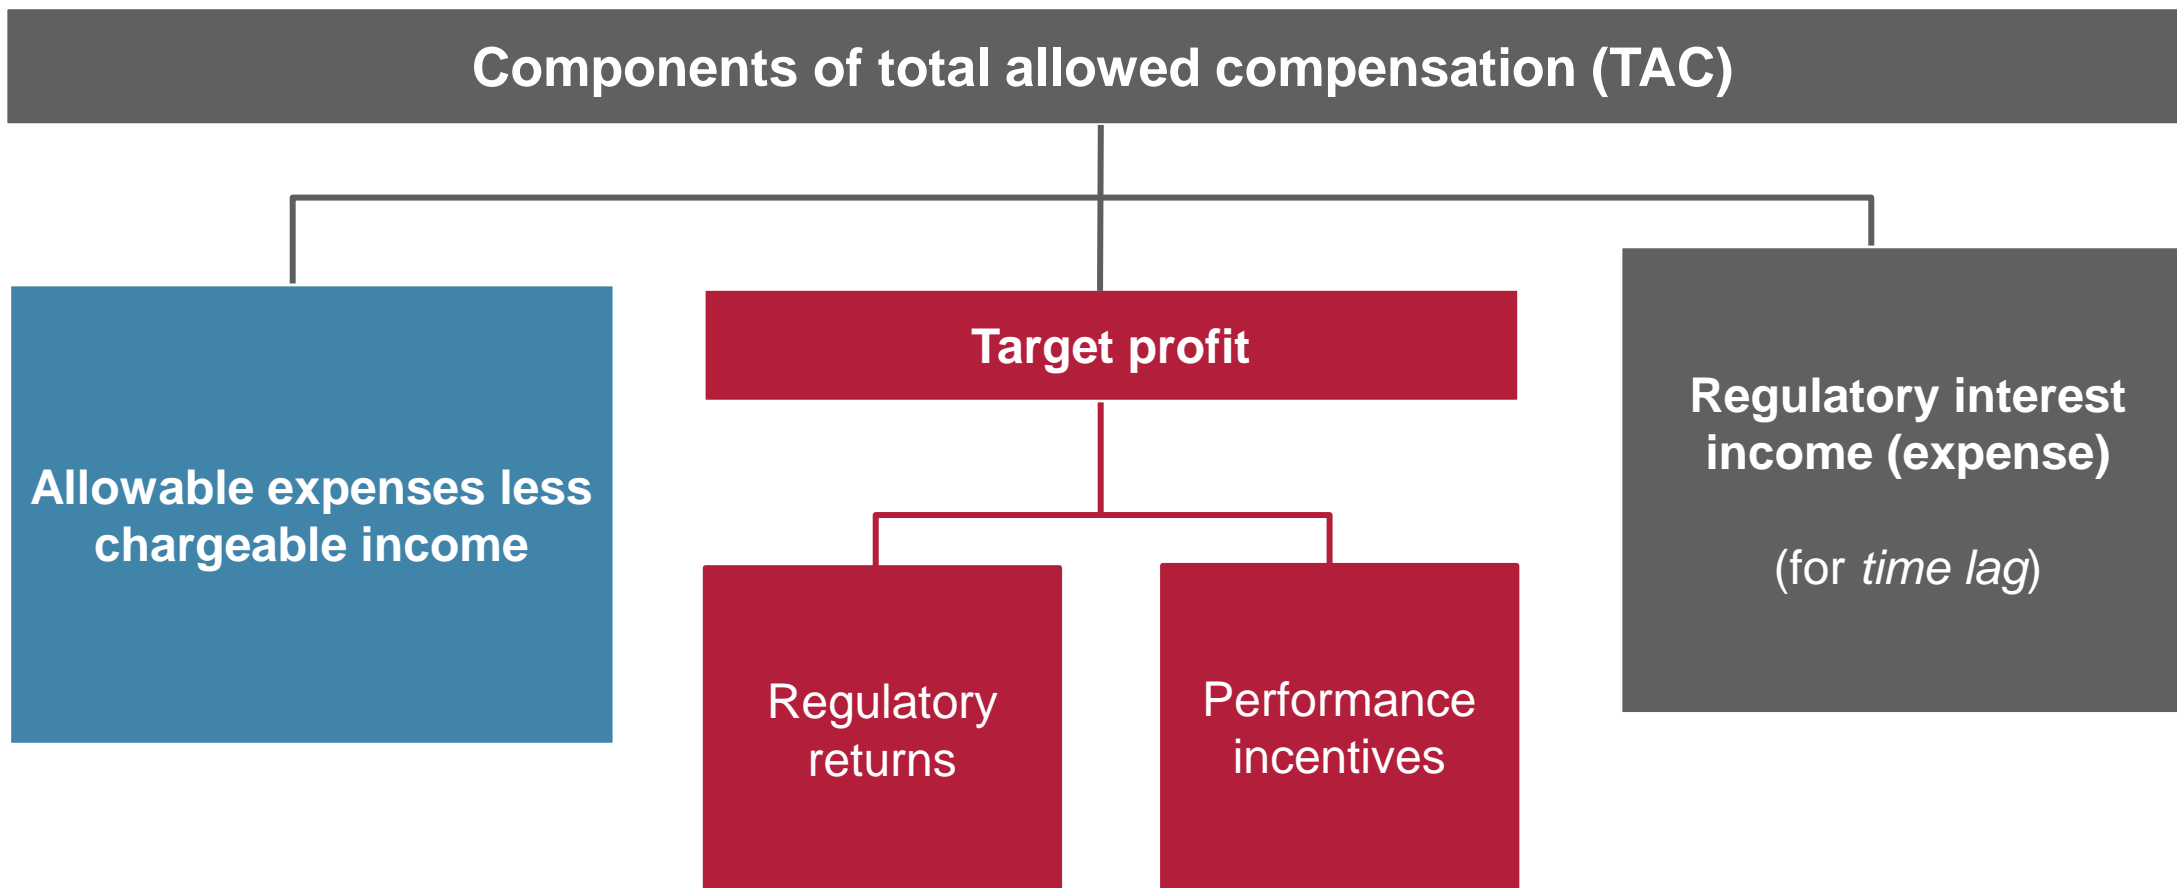 Components of total allowed compensation (TAC)
Allowable expenses less
chargeable income
Target profit
Regulatory
returns
Performance
incentives
Regulatory interest
income (expense)
(for time lag)